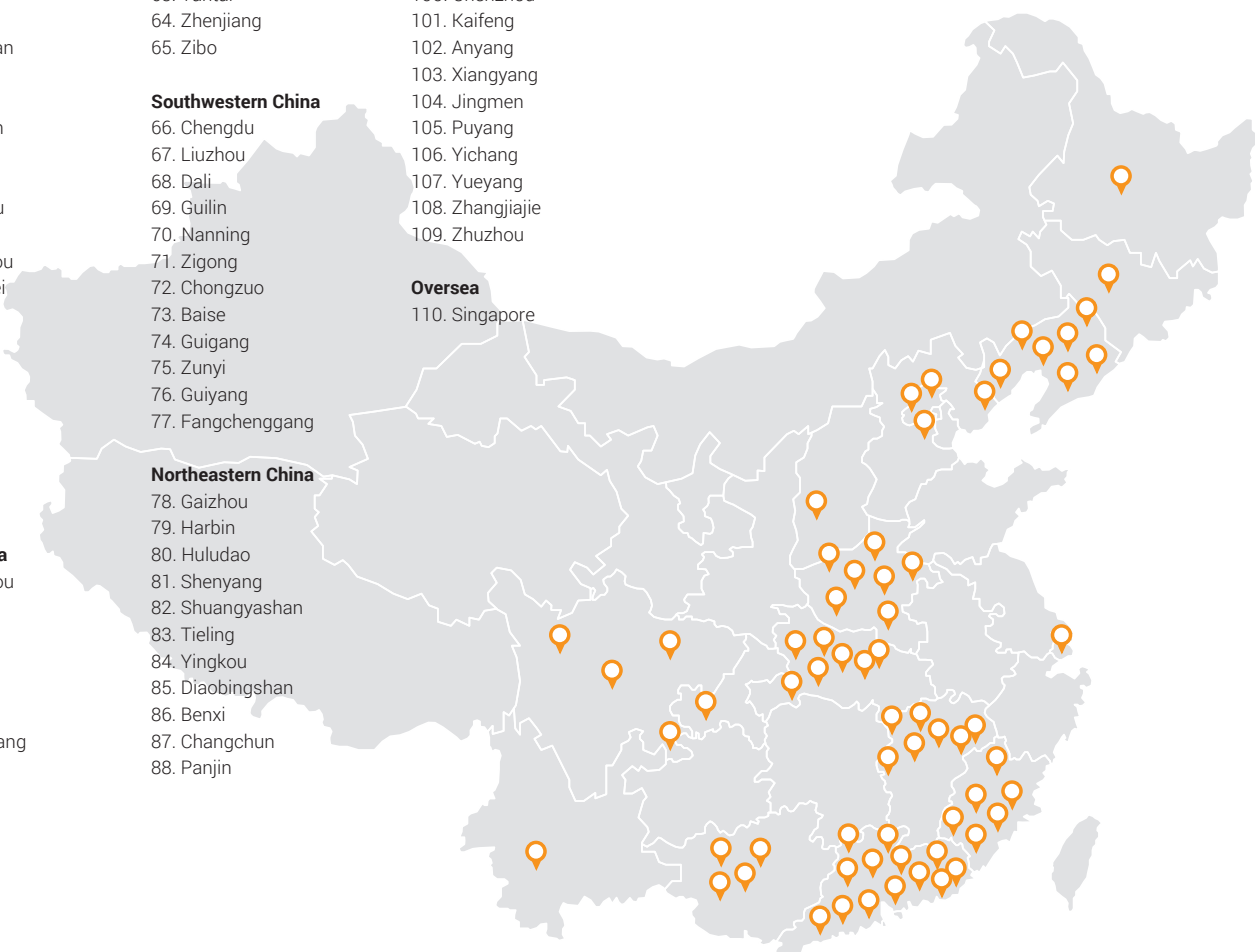 64. Zhenjiang
65. Zibo
Southwestern China
66. Chengdu
67. Liuzhou
68. Dali
69. Guilin
70. Nanning
71. Zigong
72. Chongzuo
73. Baise
74. Guigang
75. Zunyi
76. Guiyang
77. Fangchenggang
Northeastern China
78. Gaizhou
79. Harbin
80. Huludao
81. Shenyang
82. Shuangyashan
83. Tieling
84. Yingkou
85. Diaobingshan
86. Benxi
87. Changchun
88. Panjin
101. Kaifeng
102. Anyang
103. Xiangyang
104. Jingmen
105. Puyang
106. Yichang
107. Yueyang
108. Zhangjiajie
109. Zhuzhou
Oversea
110. Singapore